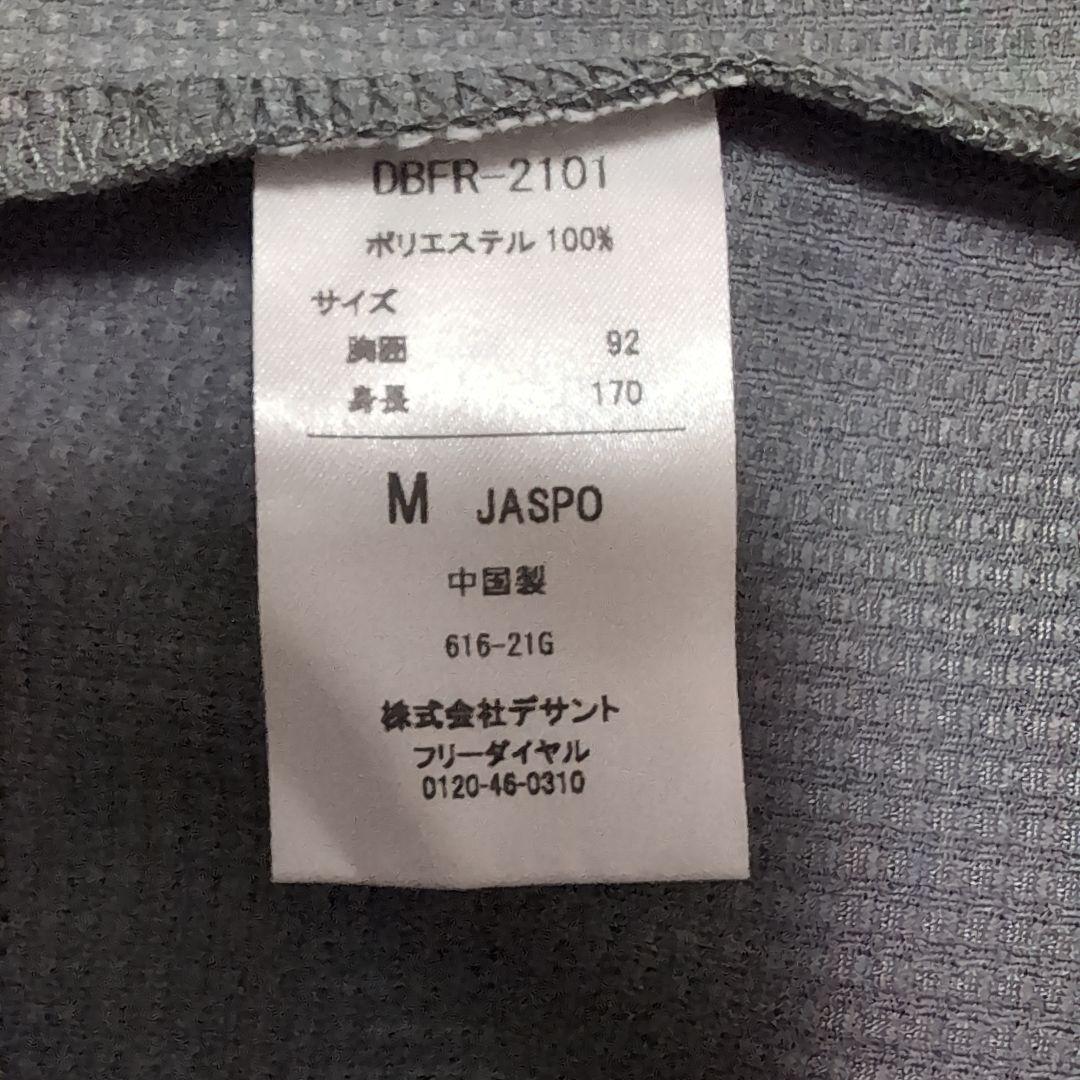 DBFR-2101
ポリエステル 100%
サイズ
胸囲 92
身長 170
M JASPO
中国製
616-21G
株式会社デサント
フリーダイヤル
0120-46-0310